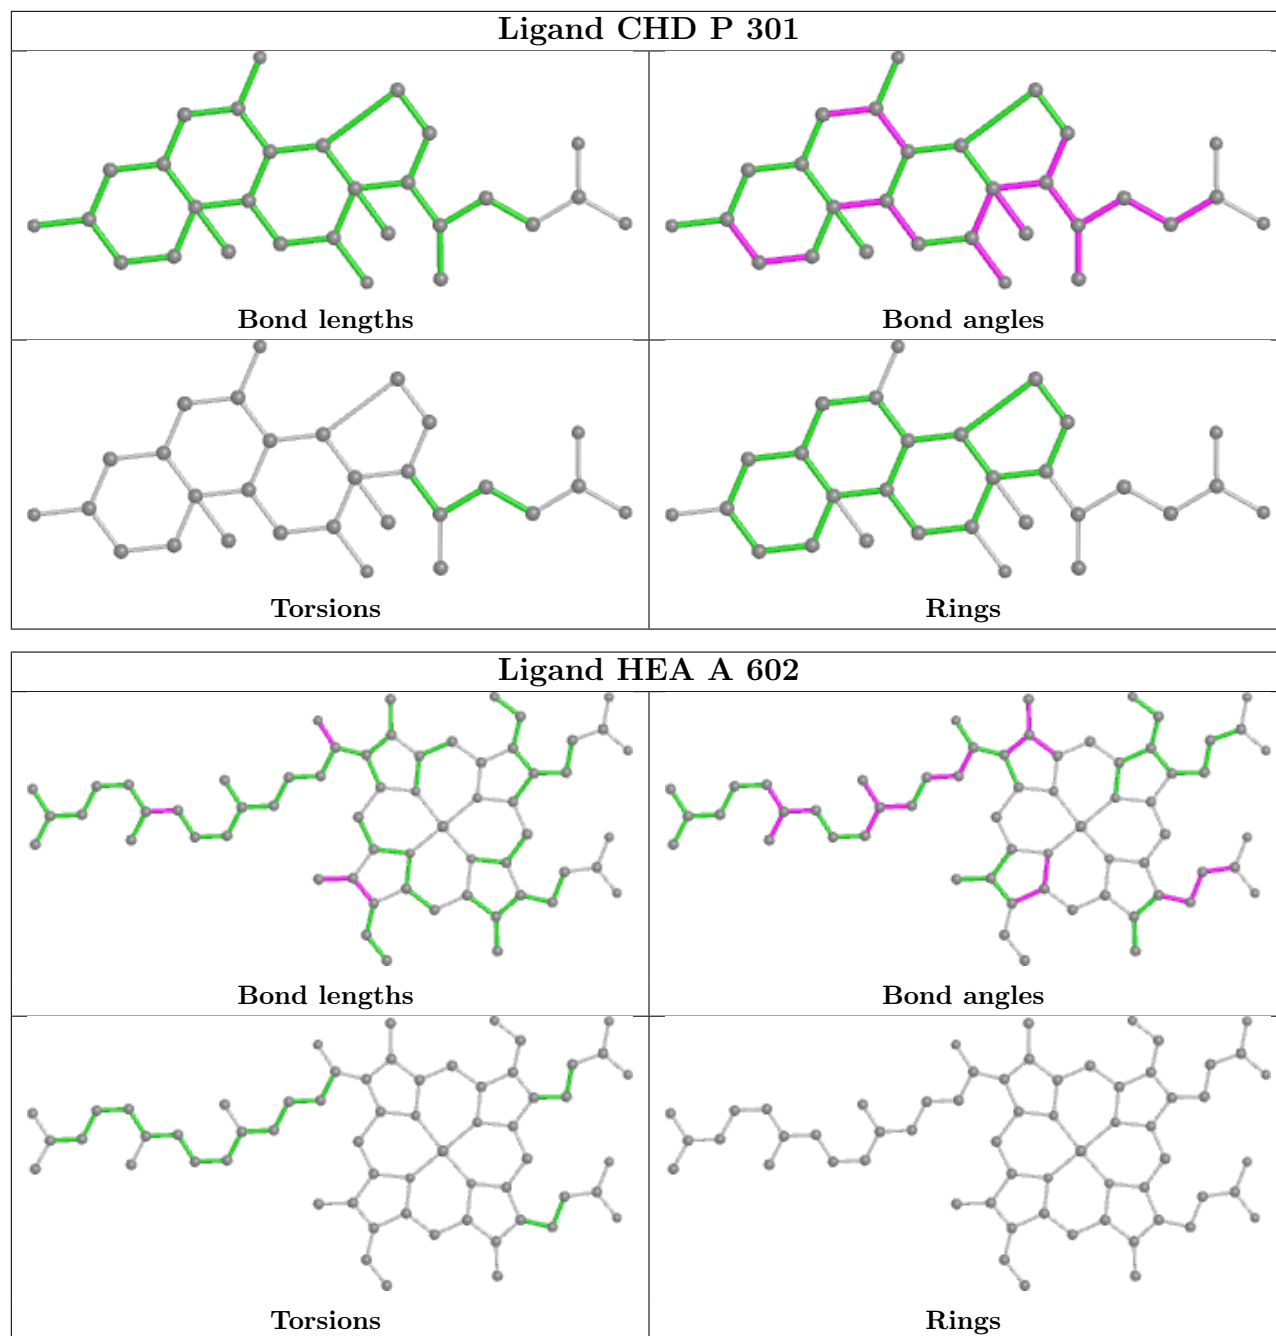 Ligand CHD P 301
Bond lengths
Bond angles
Torsions
Rings
Ligand HEA A 602
Bond lengths
Bond angles
Torsions
Rings